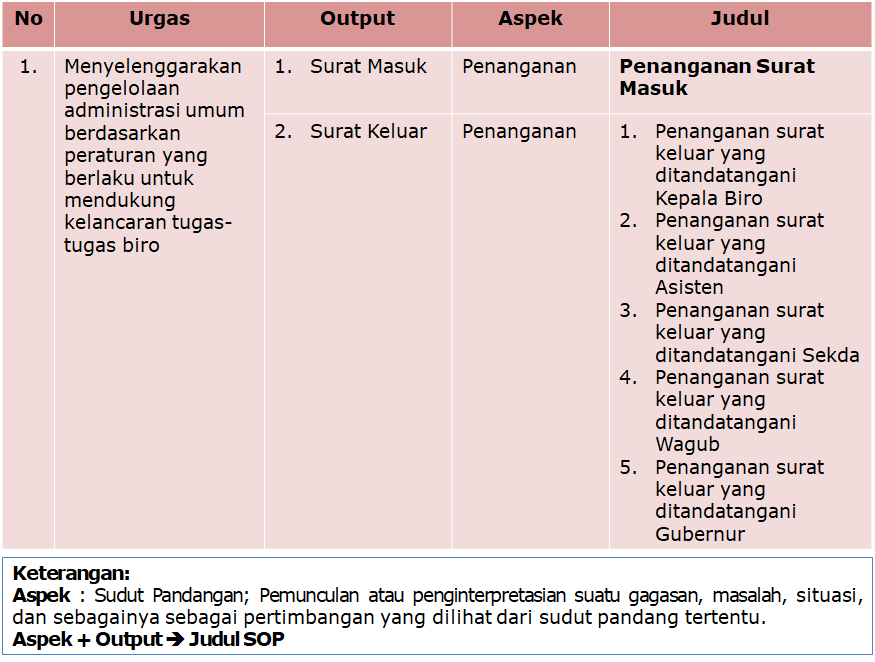 No
Urgas
Output
Aspek
Judul
1.
Menyelenggarakan
pengelolaan
administrasi umum
berdasarkan
peraturan yang
berlaku untuk
mendukung
kelancaran tugas-
tugas biro
1. Surat Masuk
Penanganan
Penanganan Surat
Masuk
2. Surat Keluar
Penanganan
1. Penanganan surat
keluar yang
ditandatangani
Kepala Biro
2. Penanganan surat
keluar yang
ditandatangani
Asisten
3. Penanganan surat
keluar yang
ditandatangani Sekda
4. Penanganan surat
keluar yang
ditandatangani
Wagub
5. Penanganan surat
keluar yang
ditandatangani
Gubernur
Keterangan:
Aspek : Sudut Pandangan; Pemunculan atau penginterpretasian suatu gagasan, masalah, situasi,
dan sebagainya sebagai pertimbangan yang dilihat dari sudut pandang tertentu.
Aspek + Output ➔ Judul SOP